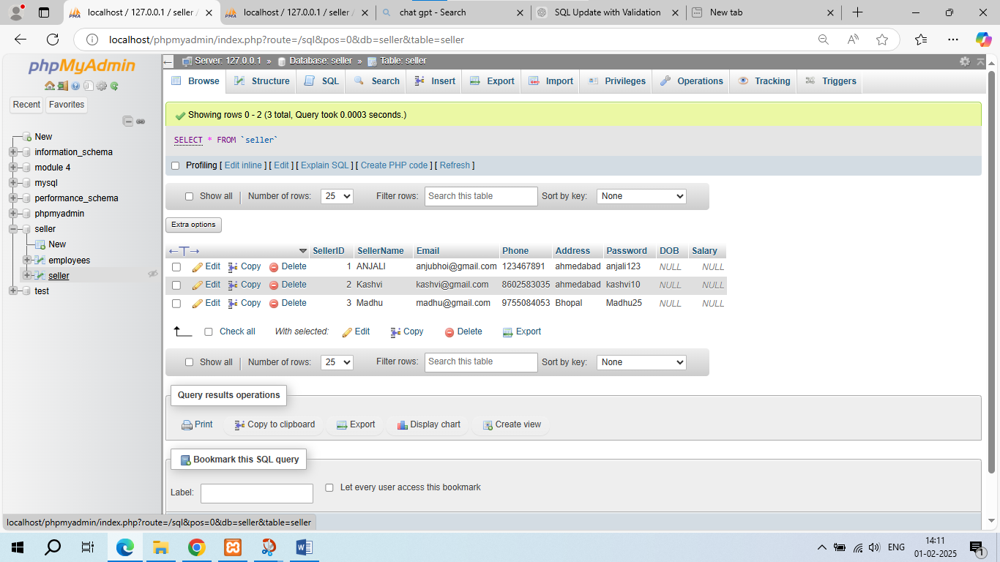 localhost / 127.0.0.1 / seller / localhost / 127.0.0.1 / seller / chat gpt - Search SQL Update with Validation New tab
localhost/phpmyadmin/index.php?route=/sql&pos=0&db=seller&table=seller
phpMyAdmin
Recent Favorites
New
information_schema
module 4
mysql
performance_schema
phpmyadmin
seller
New
employees
seller
test
Server: 127.0.0.1 » Database: seller » Table: seller
Browse Structure SQL Search Insert Export Import Privileges Operations Tracking Triggers
Showing rows 0 - 2 (3 total, Query took 0.0003 seconds.)
SELECT * FROM `seller`
Profiling [ Edit inline ] [ Edit ] [ Explain SQL ] [ Create PHP code ] [ Refresh ]
Show all Number of rows: 25 Filter rows: Search this table Sort by key: None
Extra options
←T→ SellerID SellerName Email Phone Address Password DOB Salary
Edit Copy Delete 1 ANJALI anjubhoi@gmail.com 123467891 ahmedabad anjali123 NULL NULL
Edit Copy Delete 2 Kashvi kashvi@gmail.com 8602583035 ahmedabad kashvi10 NULL NULL
Edit Copy Delete 3 Madhu madhu@gmail.com 9755084053 Bhopal Madhu25 NULL NULL
Check all With selected: Edit Copy Delete Export
Show all Number of rows: 25 Filter rows: Search this table Sort by key: None
Query results operations
Print Copy to clipboard Export Display chart Create view
Bookmark this SQL query
Label: Let every user access this bookmark
localhost/phpmyadmin/index.php?route=/sql&pos=0&db=seller&table=seller
ENG 14:11
01-02-2025 1